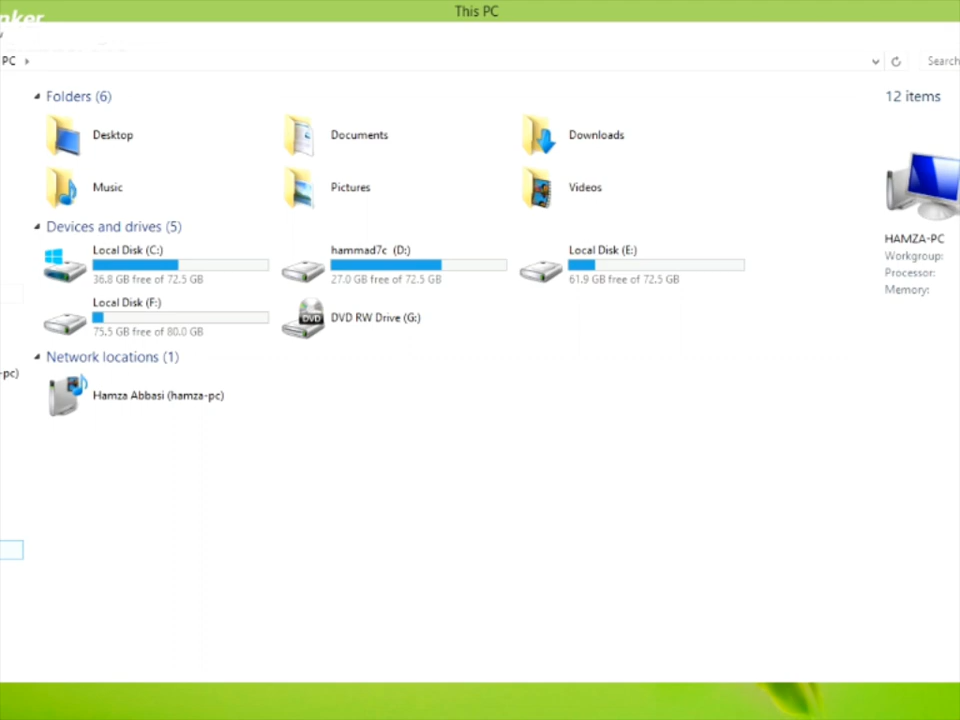 This PC
nker
PC
Search
Folders (6)
12 items
Desktop
Documents
Downloads
Music
Pictures
Videos
Devices and drives (5)
Local Disk (C:)
36.8 GB free of 72.5 GB
hammad7c (D:)
27.0 GB free of 72.5 GB
Local Disk (E:)
61.9 GB free of 72.5 GB
Local Disk (F:)
75.5 GB free of 80.0 GB
DVD
DVD RW Drive (G:)
HAMZA-PC
Workgroup:
Processor:
Memory:
Network locations (1)
-pc)
Hamza Abbasi (hamza-pc)